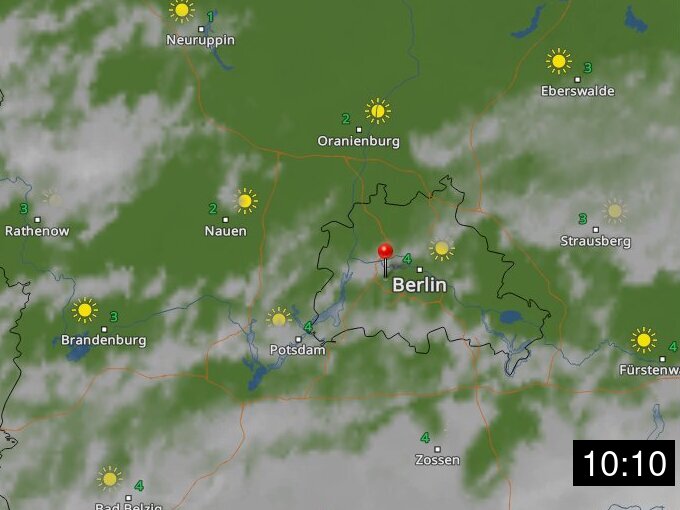 1
Neuruppin
3
Eberswalde
2
Oranienburg
3
Rathenow
2
Nauen
3
Strausberg
4
Berlin
3
Brandenburg
4
Potsdam
4
Fürstenwa
4
Zossen
10:10
4
Bad Belzig